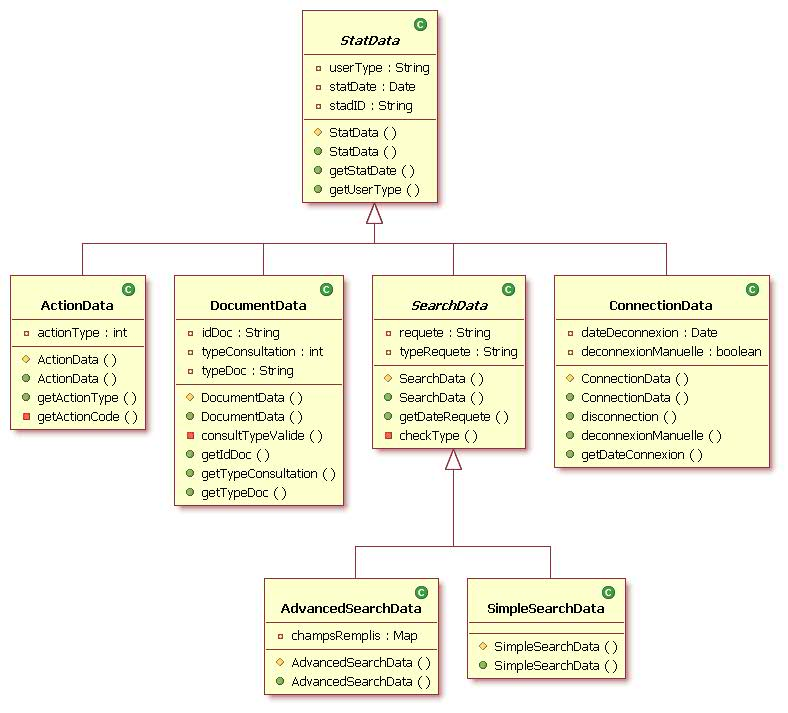 C
StatData
userType : String
statDate : Date
stadID : String
StatData ( )
StatData ( )
getStatDate ( )
getUserType ( )
C
ActionData
actionType : int
ActionData ( )
ActionData ( )
getActionType ( )
getActionCode ( )
C
DocumentData
idDoc : String
typeConsultation : int
typeDoc : String
DocumentData ( )
DocumentData ( )
consultTypeValide ( )
getIdDoc ( )
getTypeConsultation ( )
getTypeDoc ( )
C
SearchData
requete : String
typeRequete : String
SearchData ( )
SearchData ( )
getDateRequete ( )
checkType ( )
C
ConnectionData
dateDeconnexion : Date
deconnexionManuelle : boolean
ConnectionData ( )
ConnectionData ( )
disconnection ( )
deconnexionManuelle ( )
getDateConnexion ( )
C
AdvancedSearchData
champsRemplis : Map
AdvancedSearchData ( )
AdvancedSearchData ( )
C
SimpleSearchData
SimpleSearchData ( )
SimpleSearchData ( )